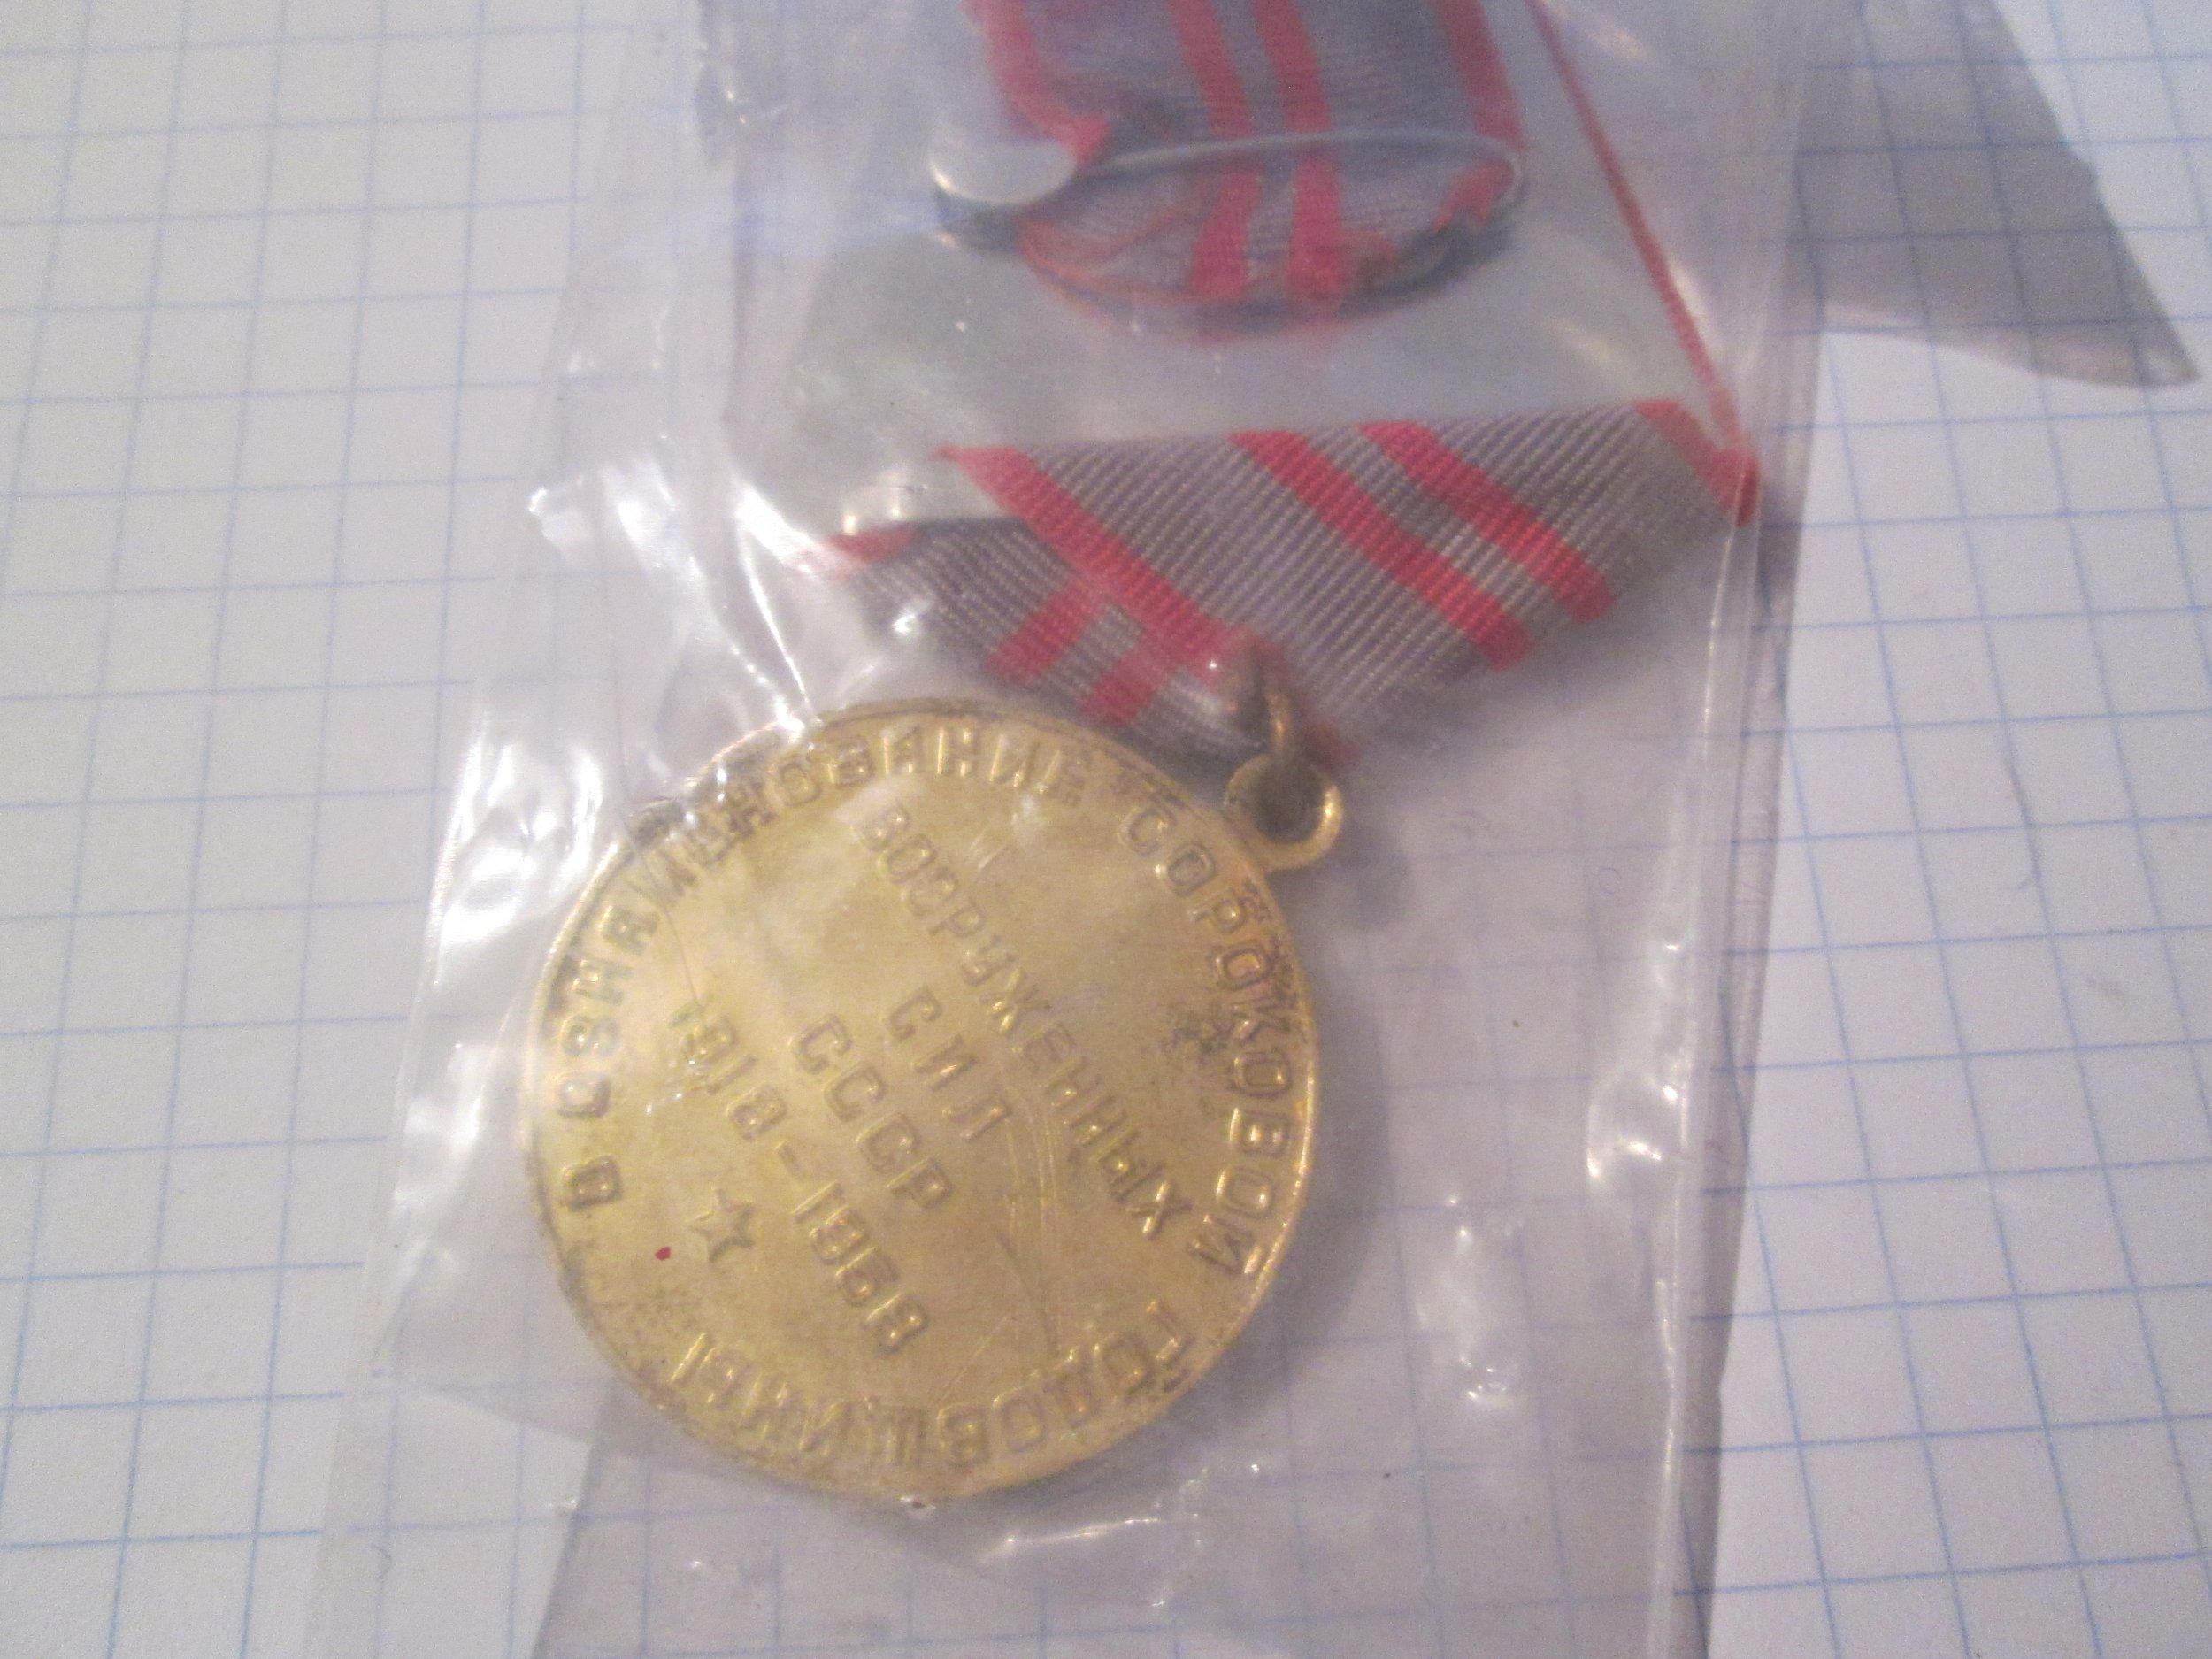 В ОЗНАМЕНОВАНИЕ СОРОКОВОЙ ГОДОВЩИНЫ
ВООРУЖЕННЫХ
СИЛ
СССР
1918-1958